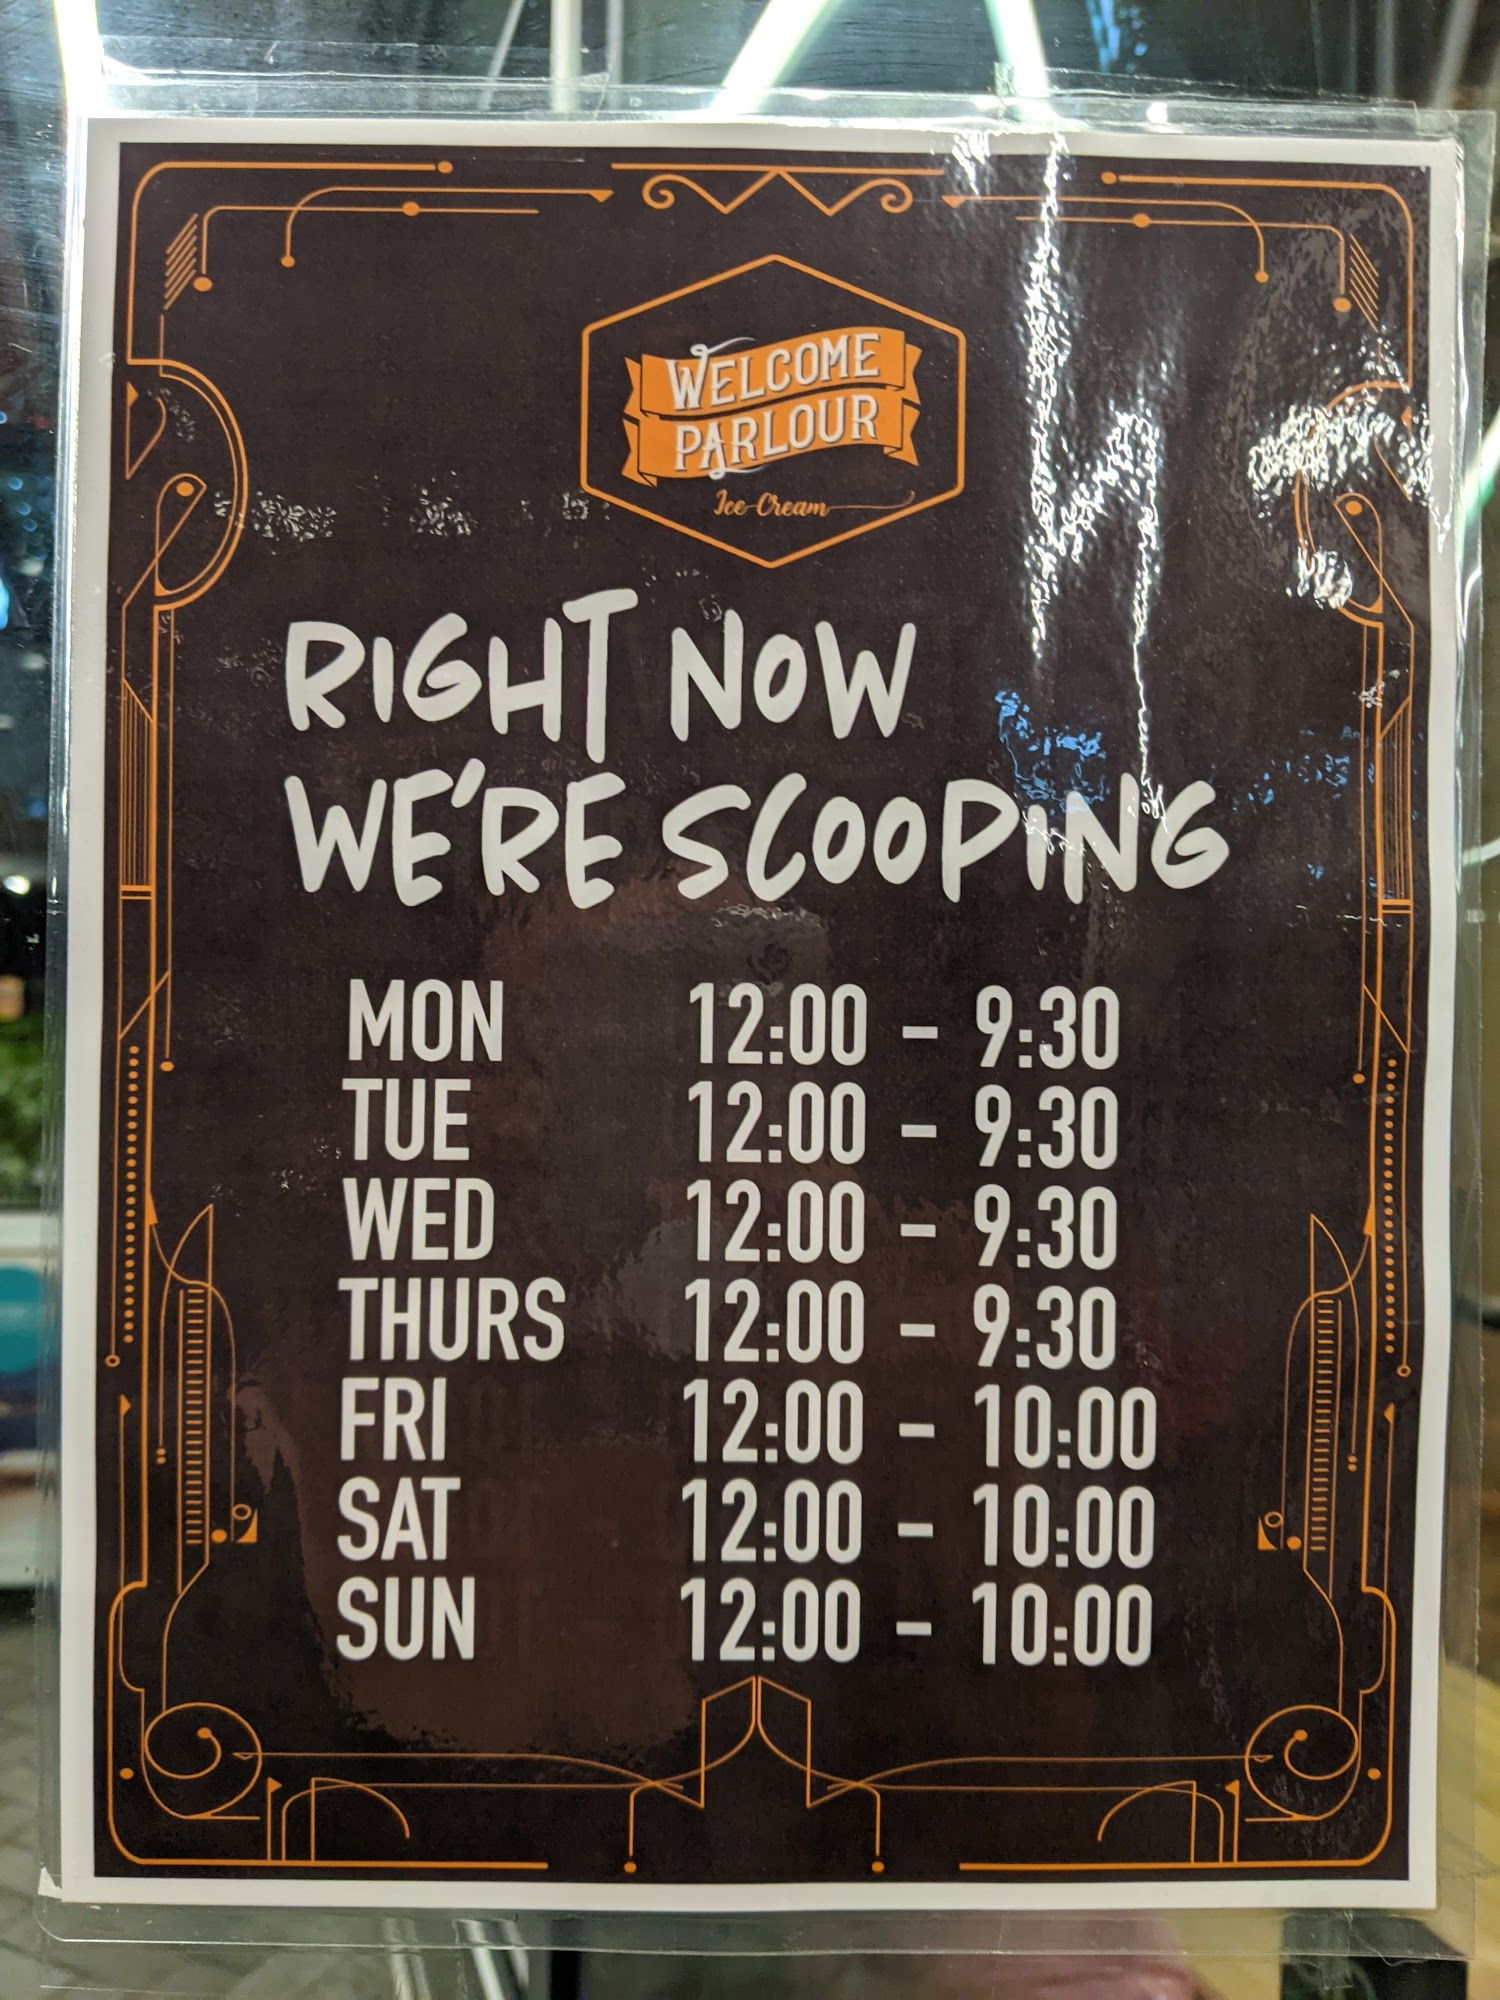 WELCOME
PARLOUR
Ice Cream
RIGHT NOW
WE'RE SCOOPING
MON 12:00 - 9:30
TUE 12:00 - 9:30
WED 12:00 - 9:30
THURS 12:00 - 9:30
FRI 12:00 - 10:00
SAT 12:00 - 10:00
SUN 12:00 - 10:00